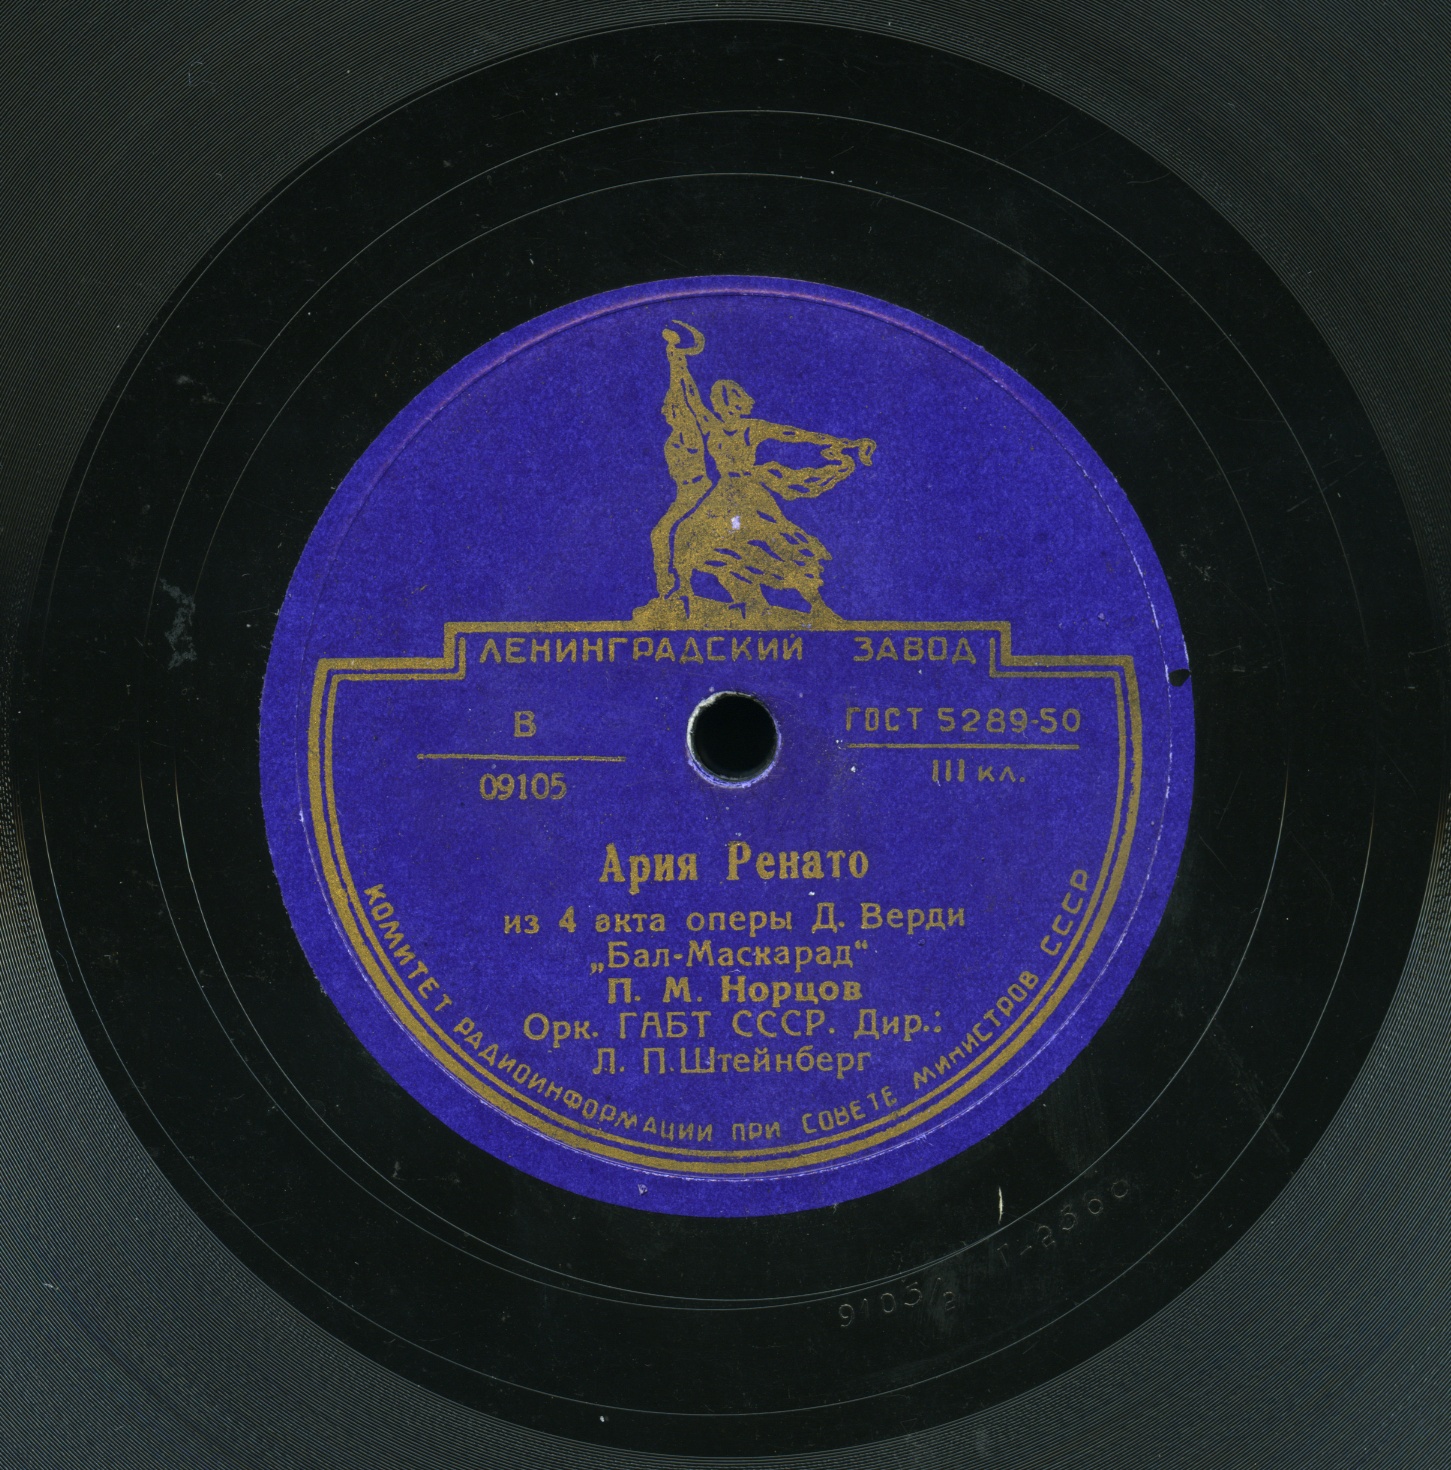 ЛЕНИНГРАДСКИЙ ЗАВОД
В
09105
ГОСТ 5289-50
III кл.
Ария Ренато
из 4 акта оперы Д. Верди
„Бал-Маскарад“
П. М. Норцов
Орк. ГАБТ СССР. Дир.:
Л. П. Штейнберг
КОМИТЕТ РАДИОИНФОРМАЦИИ ПРИ СОВЕТЕ МИНИСТРОВ СССР